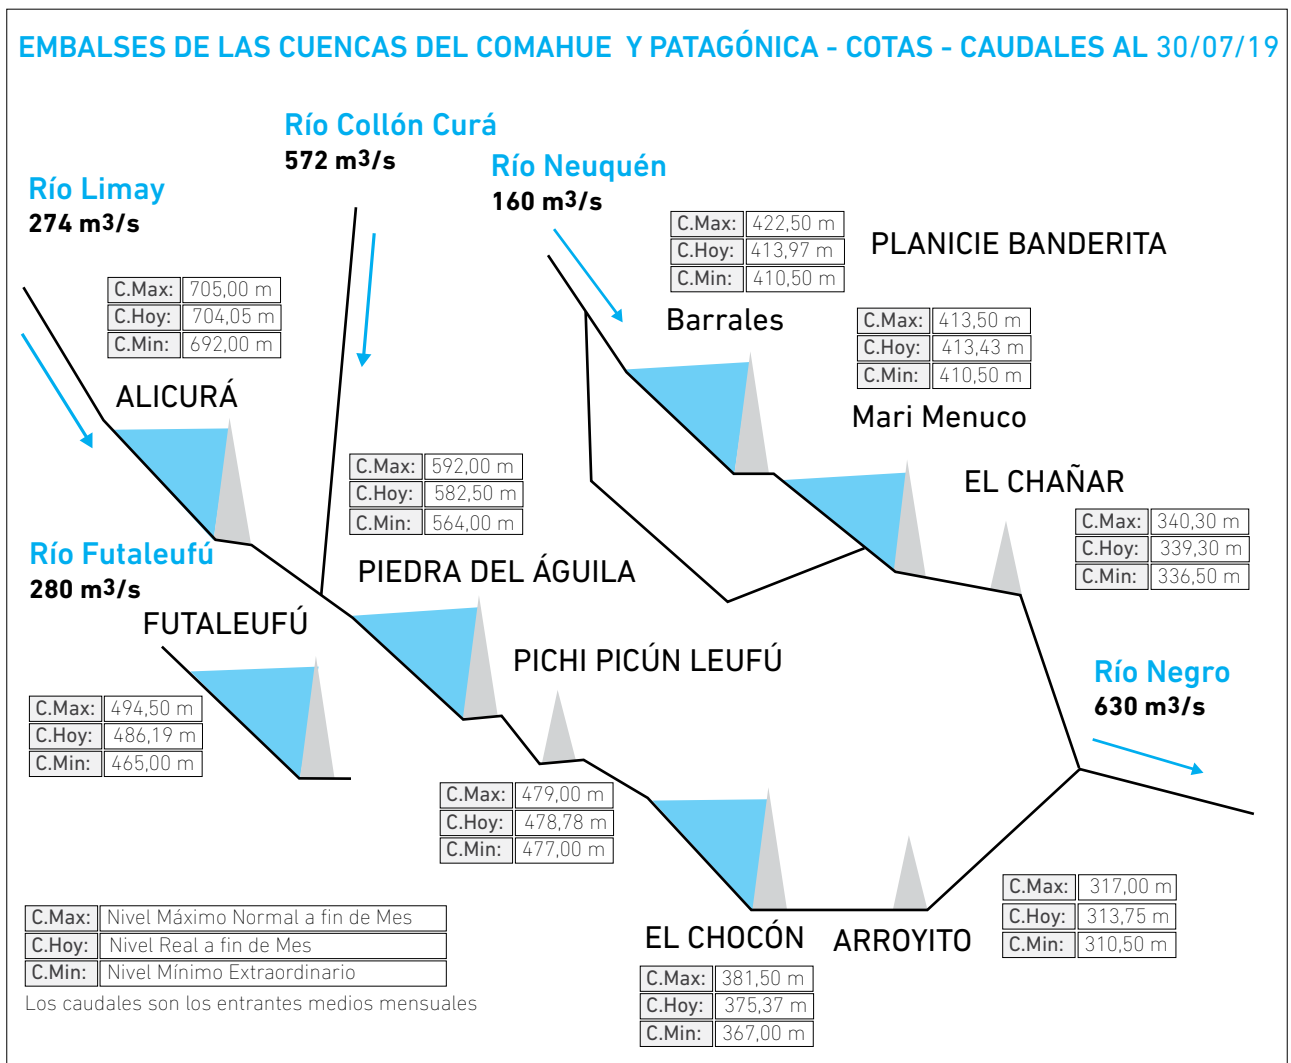 EMBALSES DE LAS CUENCAS DEL COMAHUE Y PATAGÓNICA - COTAS - CAUDALES AL 30/07/19
Río Collón Curá
572 m3/s
Río Neuquén
160 m3/s
Río Limay
274 m3/s
C.Max: 422,50 m
C.Hoy: 413,97 m
C.Min: 410,50 m
PLANICIE BANDERITA
Barrales
C.Max: 705,00 m
C.Hoy: 704,05 m
C.Min: 692,00 m
ALICURÁ
C.Max: 413,50 m
C.Hoy: 413,43 m
C.Min: 410,50 m
Mari Menuco
C.Max: 592,00 m
C.Hoy: 582,50 m
C.Min: 564,00 m
PIEDRA DEL ÁGUILA
EL CHAÑAR
C.Max: 340,30 m
C.Hoy: 339,30 m
C.Min: 336,50 m
Río Futaleufú
280 m3/s
FUTALEUFÚ
C.Max: 494,50 m
C.Hoy: 486,19 m
C.Min: 465,00 m
PICHI PICÚN LEUFÚ
C.Max: 479,00 m
C.Hoy: 478,78 m
C.Min: 477,00 m
Río Negro
630 m3/s
EL CHOCÓN
C.Max: 381,50 m
C.Hoy: 375,37 m
C.Min: 367,00 m
ARROYITO
C.Max: 317,00 m
C.Hoy: 313,75 m
C.Min: 310,50 m
C.Max: Nivel Máximo Normal a fin de Mes
C.Hoy: Nivel Real a fin de Mes
C.Min: Nivel Mínimo Extraordinario
Los caudales son los entrantes medios mensuales